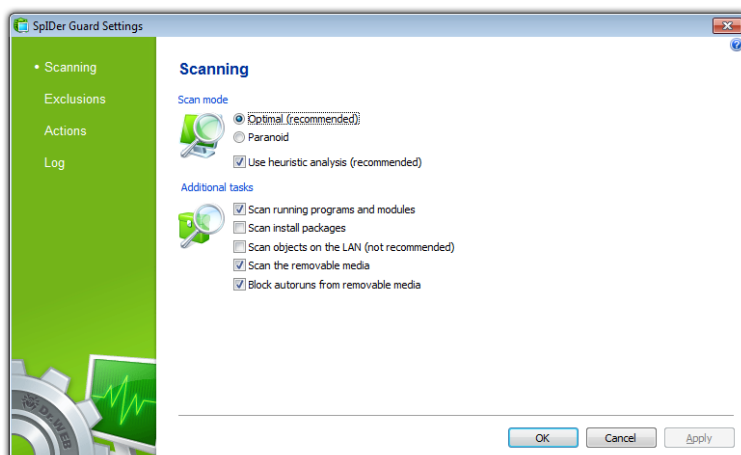 SpIDer Guard Settings
Scanning
Exclusions
Actions
Log
Scanning
Scan mode
Optimal (recommended)
Paranoid
Use heuristic analysis (recommended)
Additional tasks
Scan running programs and modules
Scan install packages
Scan objects on the LAN (not recommended)
Scan the removable media
Block autoruns from removable media
Dr.WEB
OK
Cancel
Apply